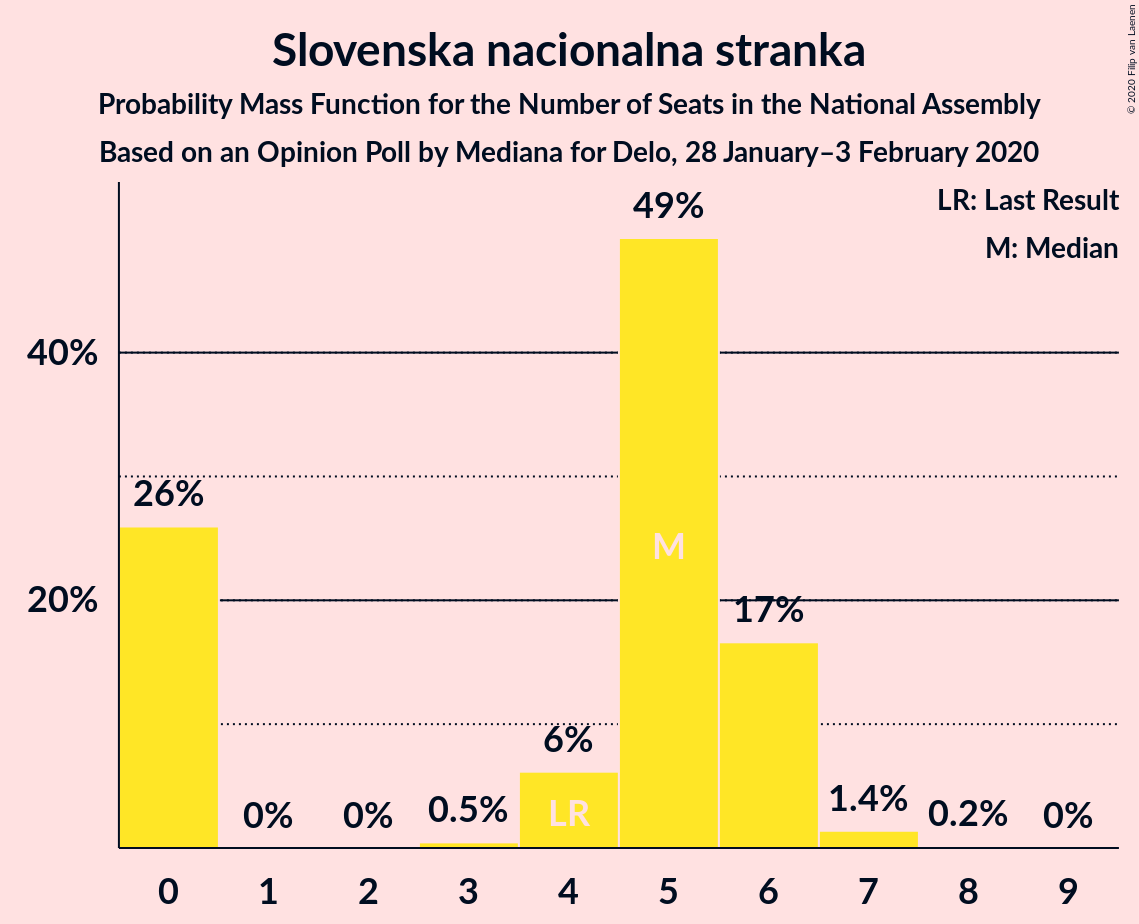 Slovenska nacionalna stranka
Probability Mass Function for the Number of Seats in the National Assembly
Based on an Opinion Poll by Mediana for Delo, 28 January–3 February 2020
© 2020 Filip van Laenen
LR: Last Result
M: Median
40%
20%
26%
0%
0%
0.5%
6%
49%
17%
1.4%
0.2%
0%
LR
M
0 1 2 3 4 5 6 7 8 9